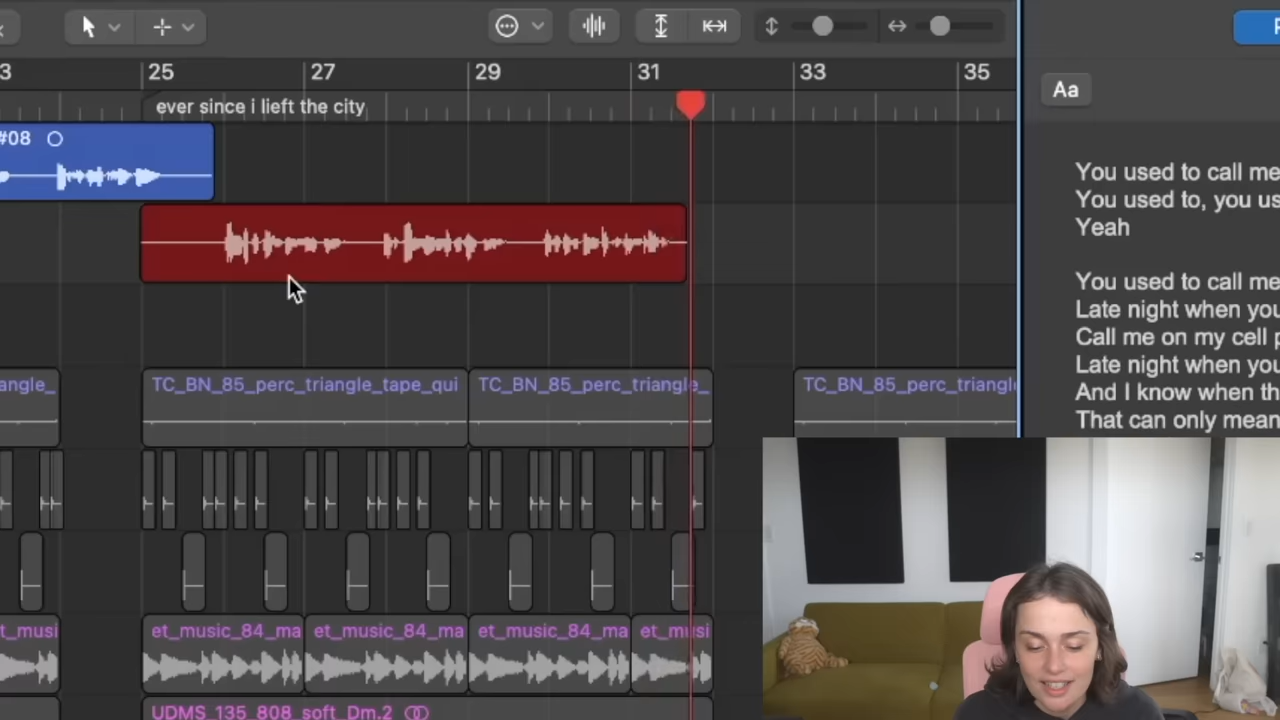 3 25 27 29 31 33 35
ever since i lieft the city
#08
angle_ TC_BN_85_perc_triangle_tape_qui TC_BN_85_perc_triangle_ TC_BN_85_perc_triangle
t_musi et_music_84_ma et_music_84_ma et_music_84_ma et_musi
UDMS_135_808_soft_Dm.2
Aa
You used to call me
You used to, you us
Yeah
You used to call me
Late night when you
Call me on my cell p
Late night when you
And I know when th
That can only mean